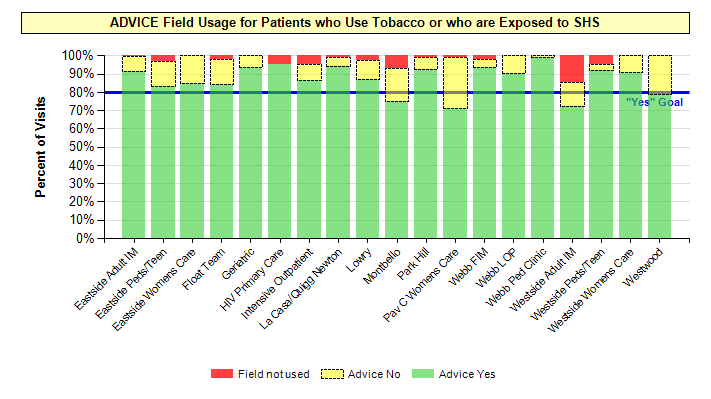 ADVICE Field Usage for Patients who Use Tobacco or who are Exposed to SHS
100%
90%
80%
70%
60%
50%
40%
30%
20%
10%
0%
Percent of Visits
"Yes" Goal
Eastside Adult IM
Eastside Peds/Teen
Eastside Womens Care
Float Team
Geriatric
HIV Primary Care
Intensive Outpatient
La Casa/Quigg Newton
Lowry
Montbello
Park Hill
Pav C Womens Care
Webb FIM
Webb LOP
Webb Ped Clinic
Westside Adult IM
Westside Peds/Teen
Westside Womens Care
Westwood
Field not used
Advice No
Advice Yes